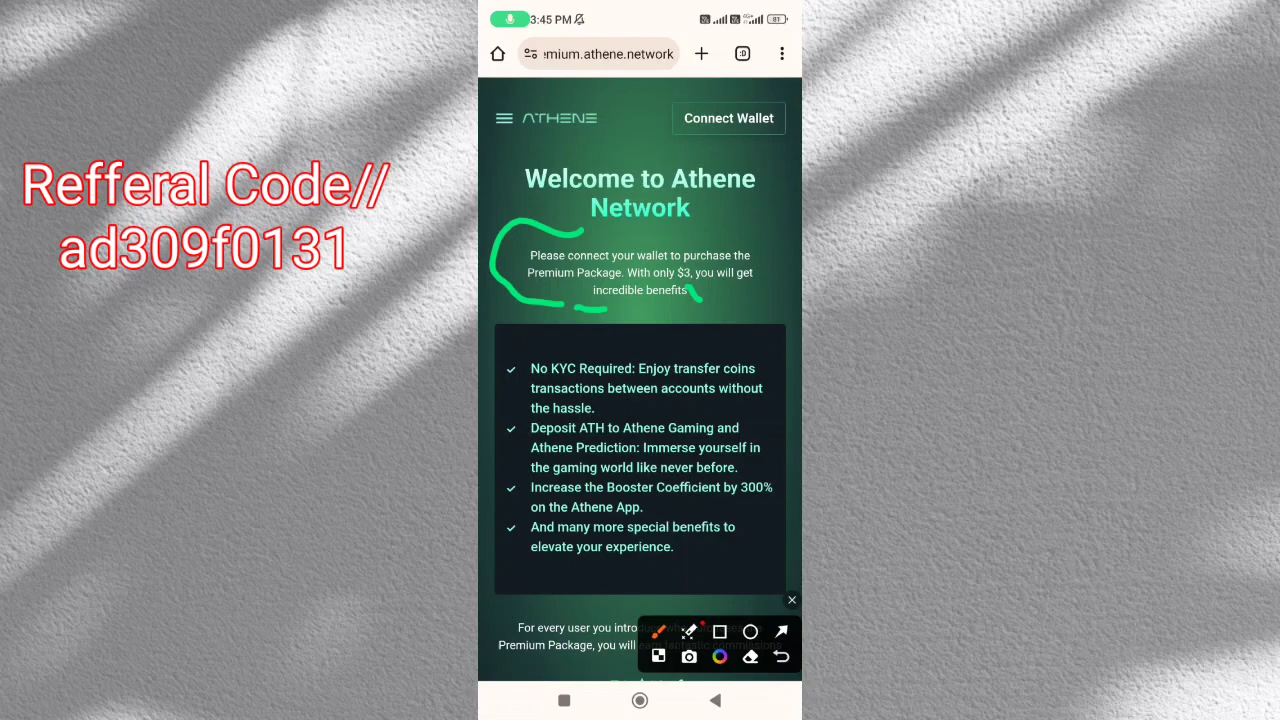 Refferal Code//
ad309f0131
3:45 PM
4G+
81
emium.athene.network
:D
ATHENE
Connect Wallet
Welcome to Athene
Network
Please connect your wallet to purchase the
Premium Package. With only $3, you will get
incredible benefits
No KYC Required: Enjoy transfer coins
transactions between accounts without
the hassle.
Deposit ATH to Athene Gaming and
Athene Prediction: Immerse yourself in
the gaming world like never before.
Increase the Booster Coefficient by 300%
on the Athene App.
And many more special benefits to
elevate your experience.
For every user you introd
Premium Package, you will